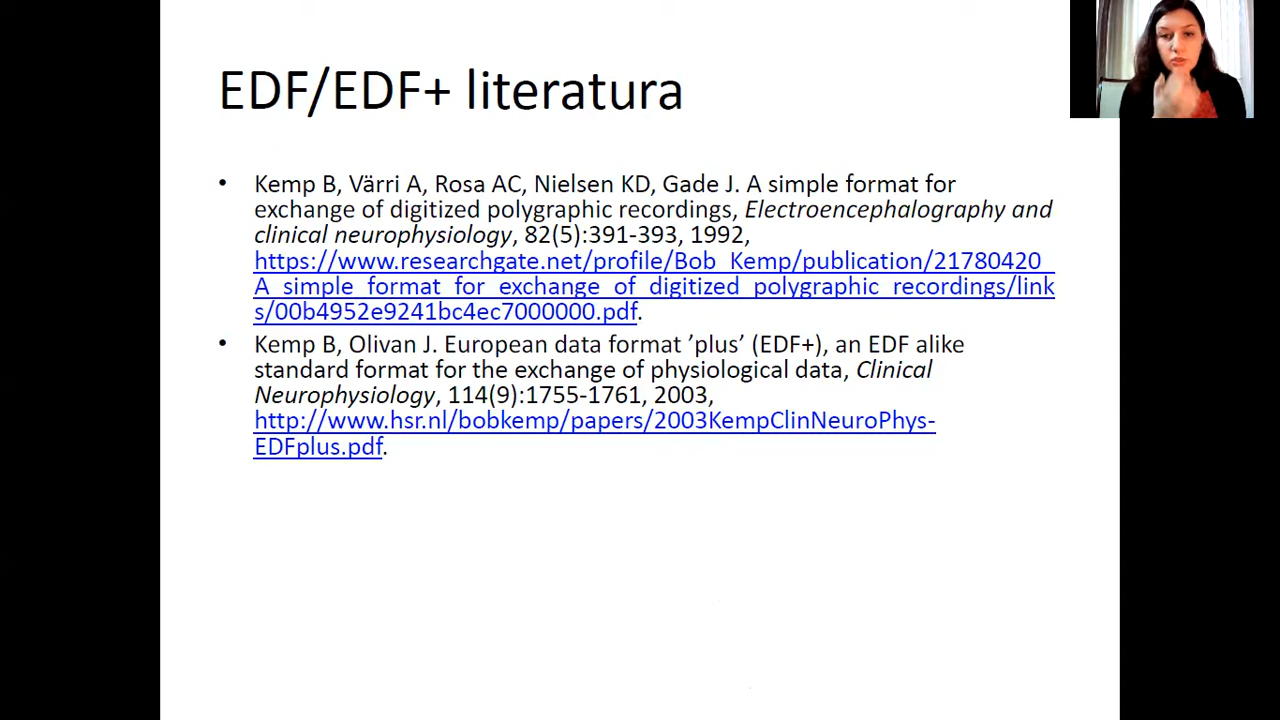 EDF/EDF+ literatura
• Kemp B, Värri A, Rosa AC, Nielsen KD, Gade J. A simple format for
exchange of digitized polygraphic recordings, Electroencephalography and
clinical neurophysiology, 82(5):391-393, 1992,
https://www.researchgate.net/profile/Bob_Kemp/publication/21780420_
A_simple_format_for_exchange_of_digitized_polygraphic_recordings/link
s/00b4952e9241bc4ec7000000.pdf.
• Kemp B, Olivan J. European data format ’plus’ (EDF+), an EDF alike
standard format for the exchange of physiological data, Clinical
Neurophysiology, 114(9):1755-1761, 2003,
http://www.hsr.nl/bobkemp/papers/2003KempClinNeuroPhys-
EDFplus.pdf.